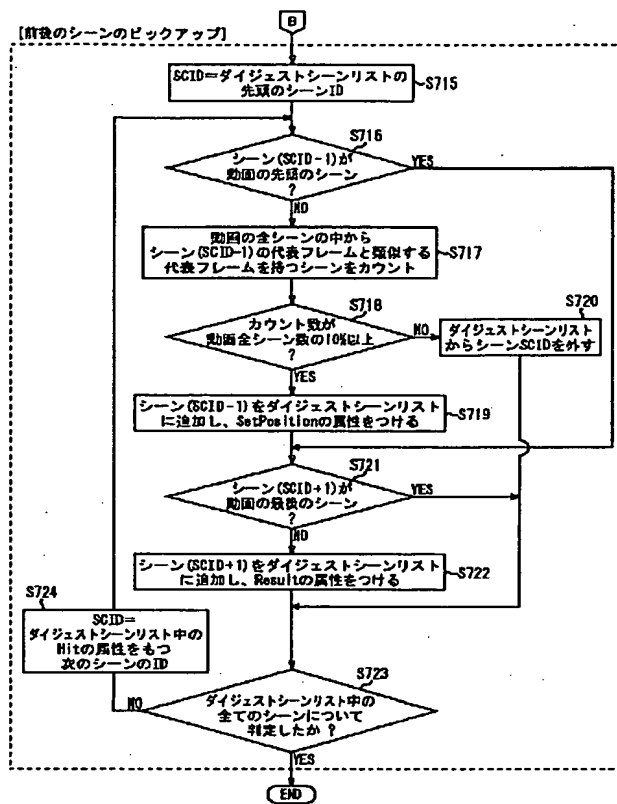 B
[前後のシーンのピックアップ]
SCID=ダイジェストシーンリストの
先頭のシーンID
S715
S716
シーン(SCID-1)が
動画の先頭のシーン
?
YES
NO
動画の全シーンの中から
シーン(SCID-1)の代表フレームと類似する
代表フレームを持つシーンをカウント
S717
S718
カウント数が
動画全シーン数の10%以上
?
NO
YES
S720
ダイジェストシーンリスト
からシーンSCIDを外す
シーン(SCID-1)をダイジェストシーンリスト
に追加し、SetPositionの属性をつける
S719
S721
シーン(SCID+1)が
動画の最後のシーン
?
YES
NO
シーン(SCID+1)をダイジェストシーンリスト
に追加し、Resultの属性をつける
S722
S724
SCID=
ダイジェストシーンリスト中の
Hitの属性をもつ
次のシーンのID
S723
ダイジェストシーンリスト中の
全てのシーンについて
判定したか ?
NO
YES
END